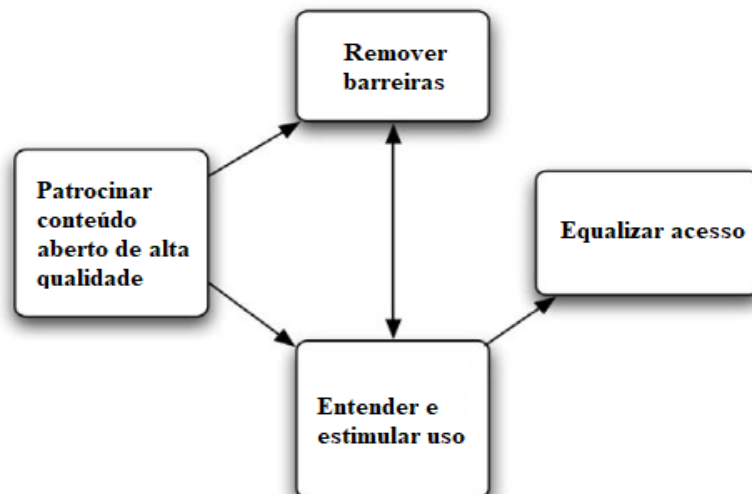 Remover
barreiras
Patrocinar
conteúdo
aberto de alta
qualidade
Equalizar acesso
Entender e
estimular uso